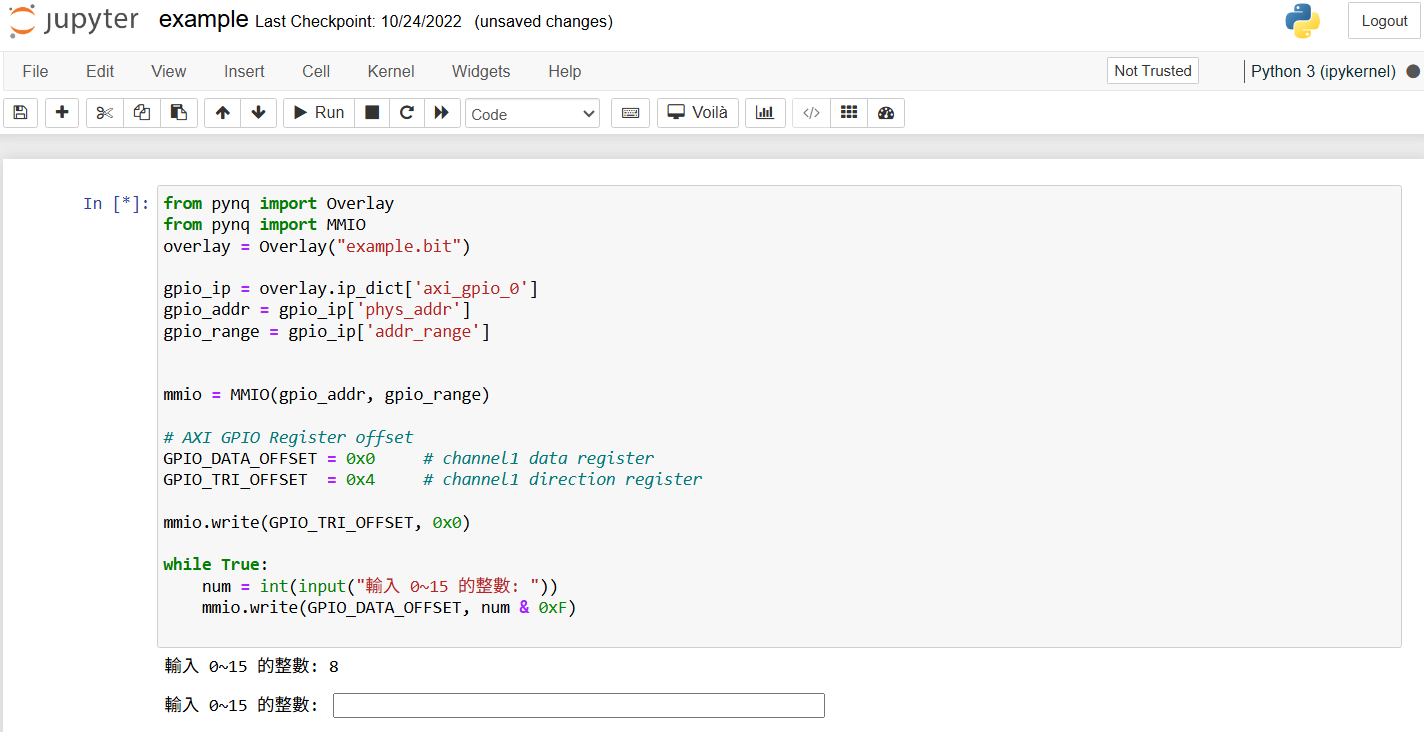 jupyter example Last Checkpoint: 10/24/2022 (unsaved changes) Logout
File Edit View Insert Cell Kernel Widgets Help Not Trusted Python 3 (ipykernel)
Run Code Voilà </>
In [*]: from pynq import Overlay
from pynq import MMIO
overlay = Overlay("example.bit")
gpio_ip = overlay.ip_dict['axi_gpio_0']
gpio_addr = gpio_ip['phys_addr']
gpio_range = gpio_ip['addr_range']
mmio = MMIO(gpio_addr, gpio_range)
# AXI GPIO Register offset
GPIO_DATA_OFFSET = 0x0 # channel1 data register
GPIO_TRI_OFFSET = 0x4 # channel1 direction register
mmio.write(GPIO_TRI_OFFSET, 0x0)
while True:
num = int(input("輸入 0~15 的整數: "))
mmio.write(GPIO_DATA_OFFSET, num & 0xF)
輸入 0~15 的整數: 8
輸入 0~15 的整數: